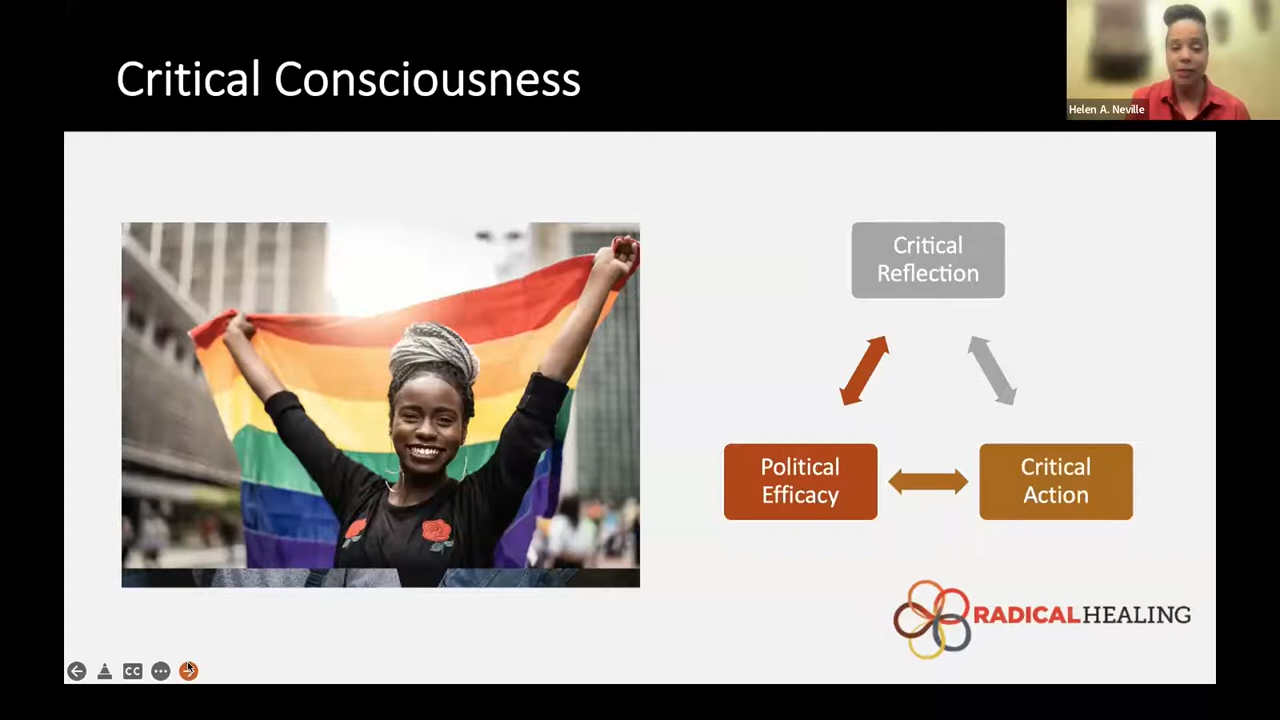 Critical Consciousness
Helen A. Neville
Critical
Reflection
Political
Efficacy
Critical
Action
RADICALHEALING
CC